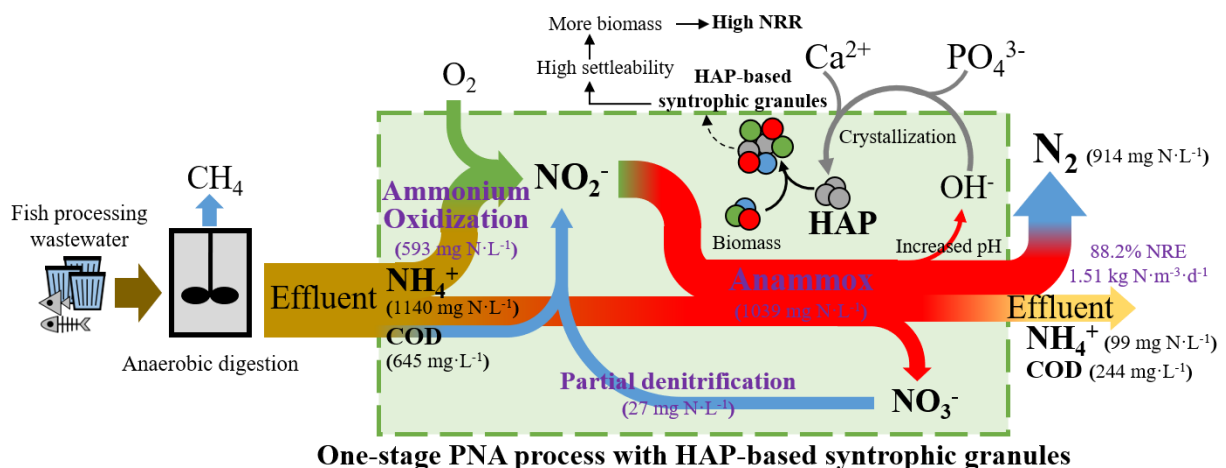 More biomass
High NRR
High settleability
HAP-based
syntrophic granules
Ca²⁺
PO₄³⁻
O₂
Crystallization
CH₄
NO₂⁻
N₂ (914 mg N·L⁻¹)
Ammonium
Oxidization
(593 mg N·L⁻¹)
OH⁻
Fish processing
wastewater
HAP
Biomass
Increased pH
88.2% NRE
1.51 kg N·m⁻³·d⁻¹
Effluent
NH₄⁺
(1140 mg N·L⁻¹)
Anammox
(1039 mg N·L⁻¹)
Effluent
NH₄⁺ (99 mg N·L⁻¹)
COD (244 mg·L⁻¹)
COD
(645 mg·L⁻¹)
Anaerobic digestion
Partial denitrification
(27 mg N·L⁻¹)
NO₃⁻
One-stage PNA process with HAP-based syntrophic granules